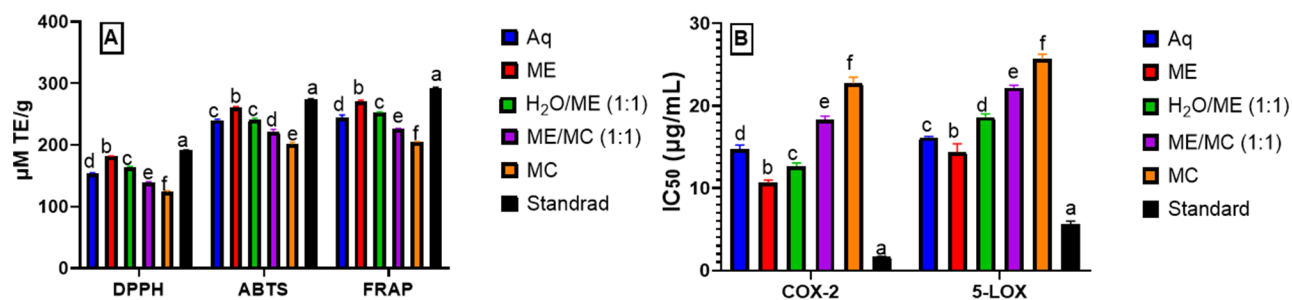 A
μM TE/g
400
300
200
100
0
d b c e f a
c b c d e a
d b c e f a
DPPH ABTS FRAP
Aq
ME
H₂O/ME (1:1)
ME/MC (1:1)
MC
Standrad
B
IC₅₀ (μg/mL)
30
20
10
0
d b c e f a
c b d e f a
COX-2 5-LOX
Aq
ME
H₂O/ME (1:1)
ME/MC (1:1)
MC
Standard